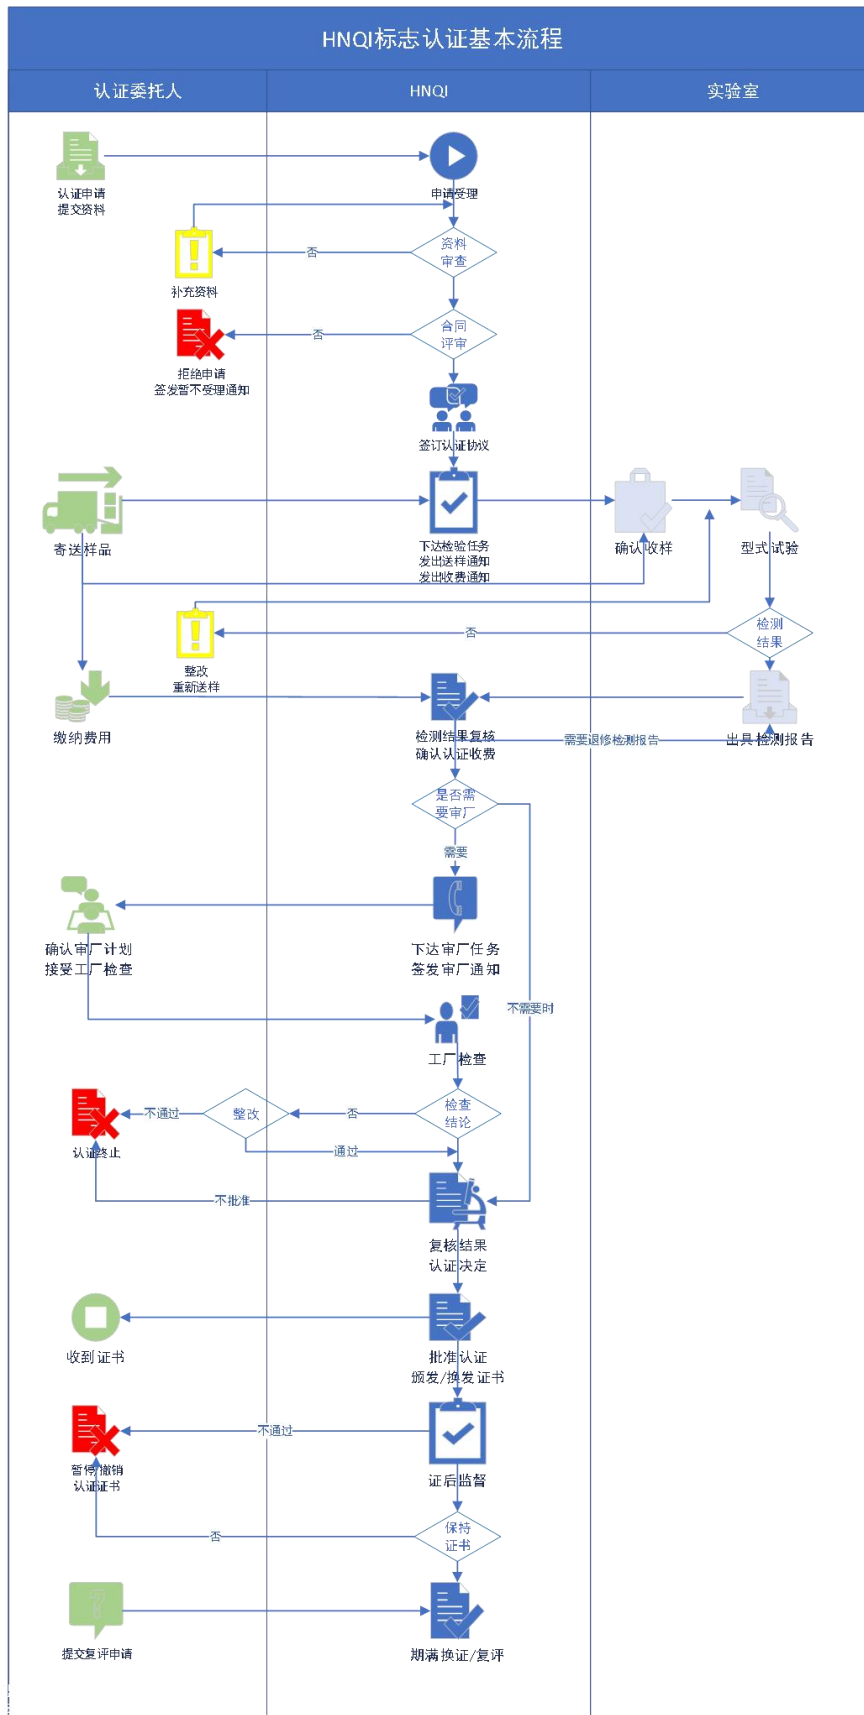 HNQI标志认证基本流程
认证委托人
HNQI
实验室
认证申请
提交资料
申请受理
资料
审查
否
补充资料
合同
评审
否
拒绝申请
签发暂不受理通知
签订认证协议
寄送样品
下达检验任务
发出送样通知
发出收费通知
确认收样
型式试验
检测
结果
否
整改
重新送样
缴纳费用
检测结果复核
确认认证收费
需要退修检测报告
出具检测报告
是否需
要审厂
需要
确认审厂计划
接受工厂检查
下达审厂任务
签发审厂通知
不需要时
工厂检查
检查
结论
否
整改
不通过
认证终止
通过
不批准
复核结果
认证决定
收到证书
批准认证
颁发/换发证书
不通过
暂停/撤销
认证证书
证后监督
保持
证书
否
提交复评申请
期满换证/复评